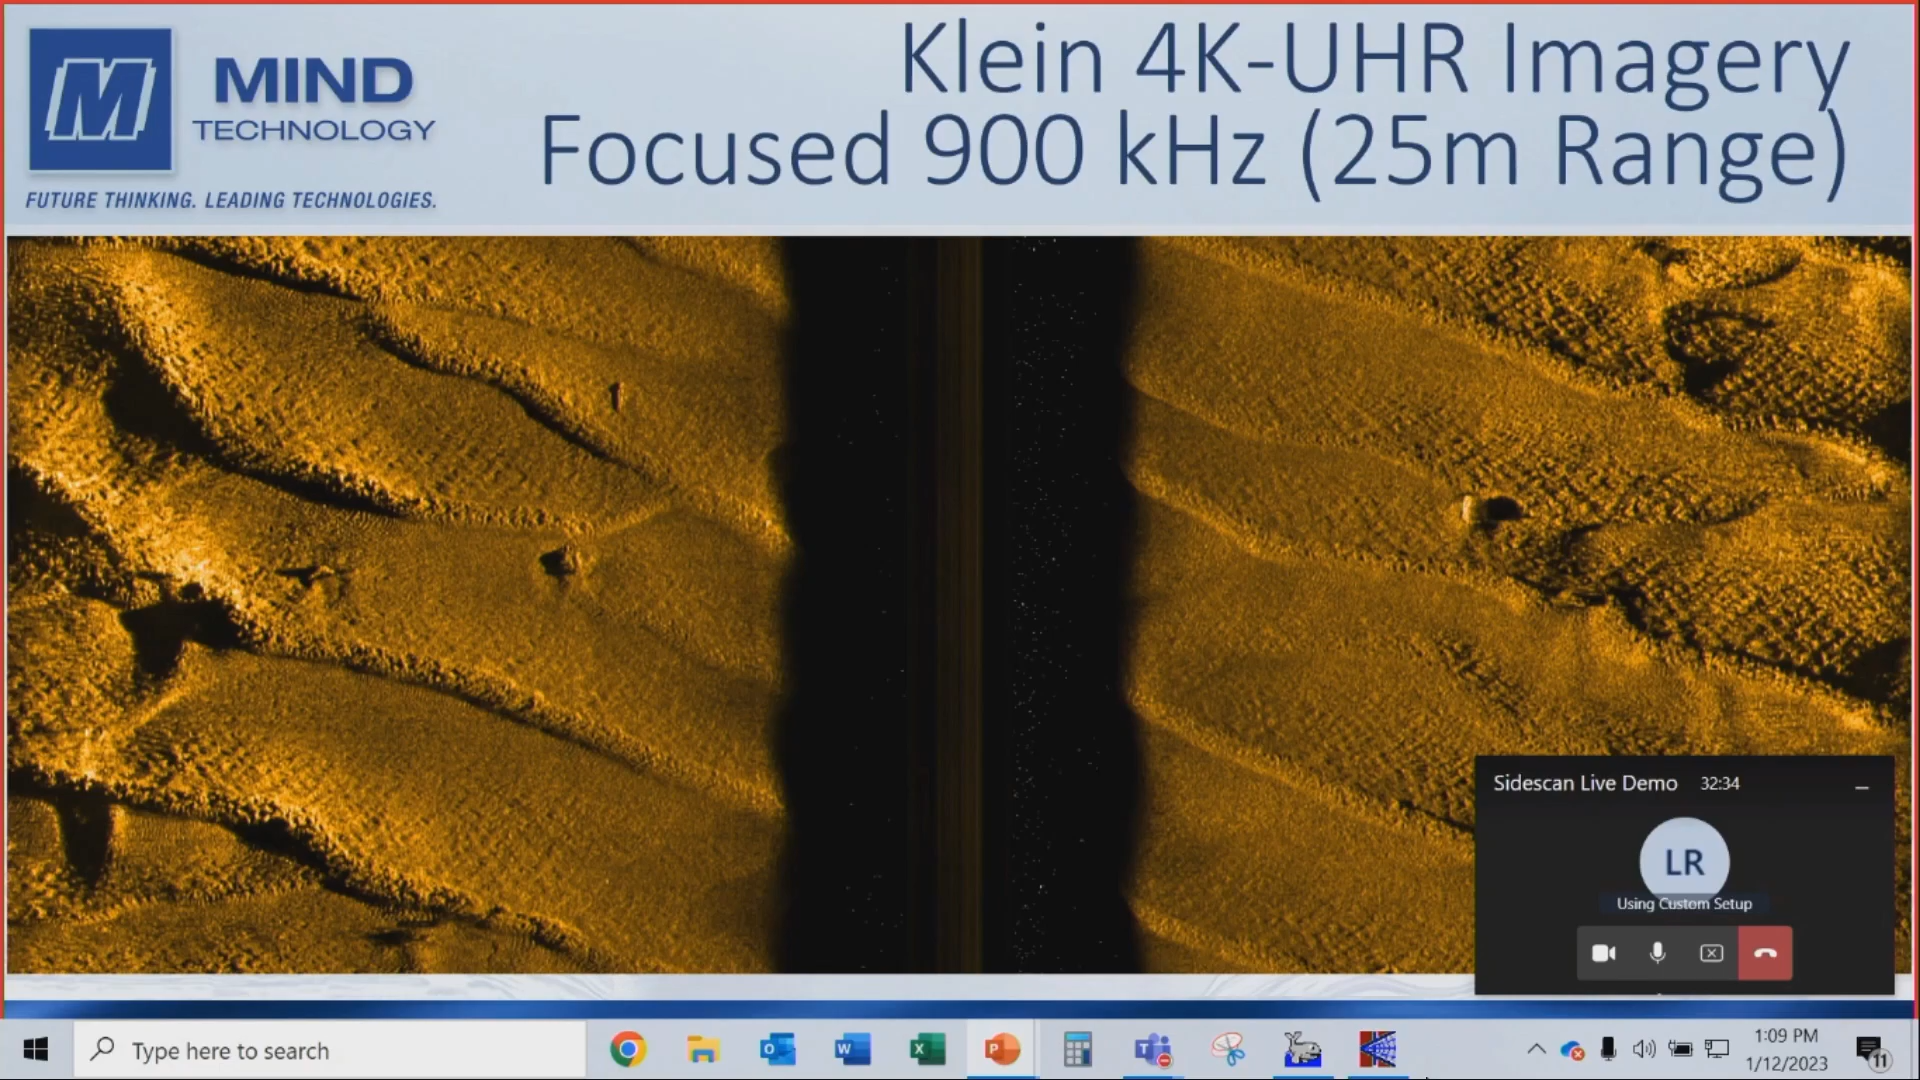 Klein 4K-UHR Imagery
Focused 900 kHz (25m Range)
M
MIND
TECHNOLOGY
FUTURE THINKING. LEADING TECHNOLOGIES.
Sidescan Live Demo 32:34
LR
Using Custom Setup
Type here to search
1:09 PM
1/12/2023
11